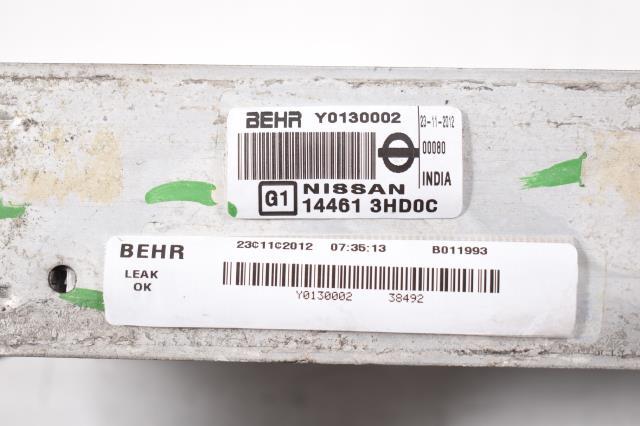 BEHR Y0130002
23-11-2012
00080
INDIA
G1 NISSAN
14461 3HD0C
BEHR 23C11C2012 07:35:13 B011993
LEAK
OK
Y0130002 38492